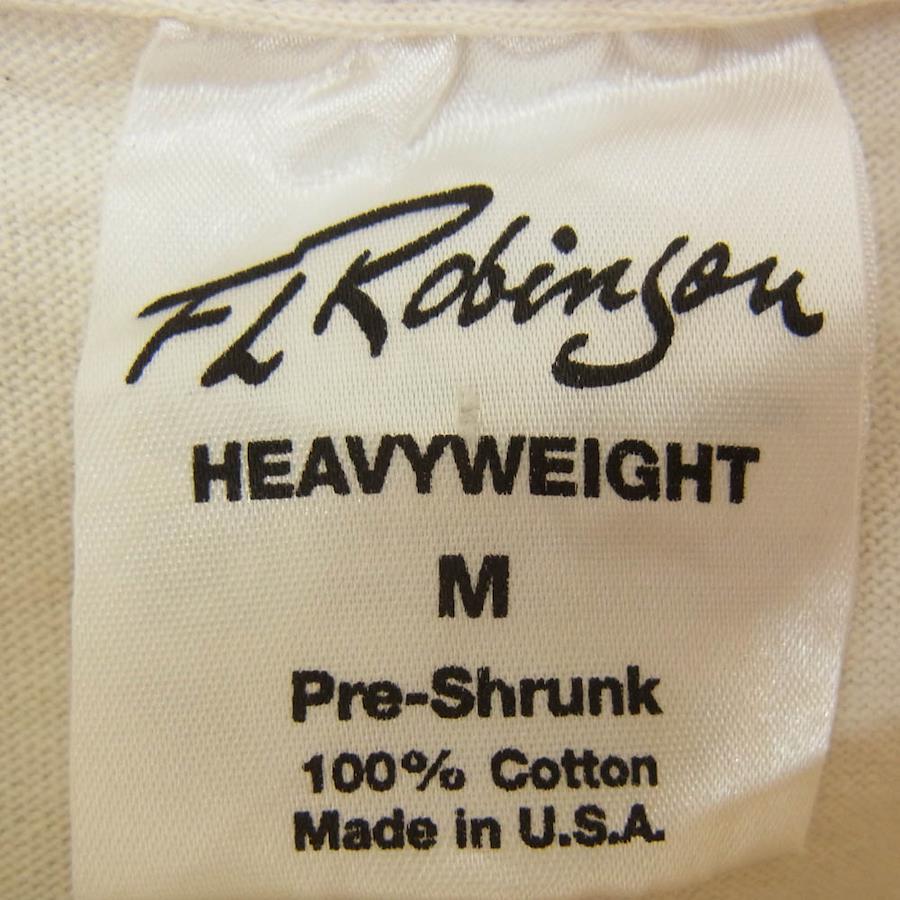 FL Robinson
HEAVYWEIGHT
M
Pre-Shrunk
100% Cotton
Made in U.S.A.